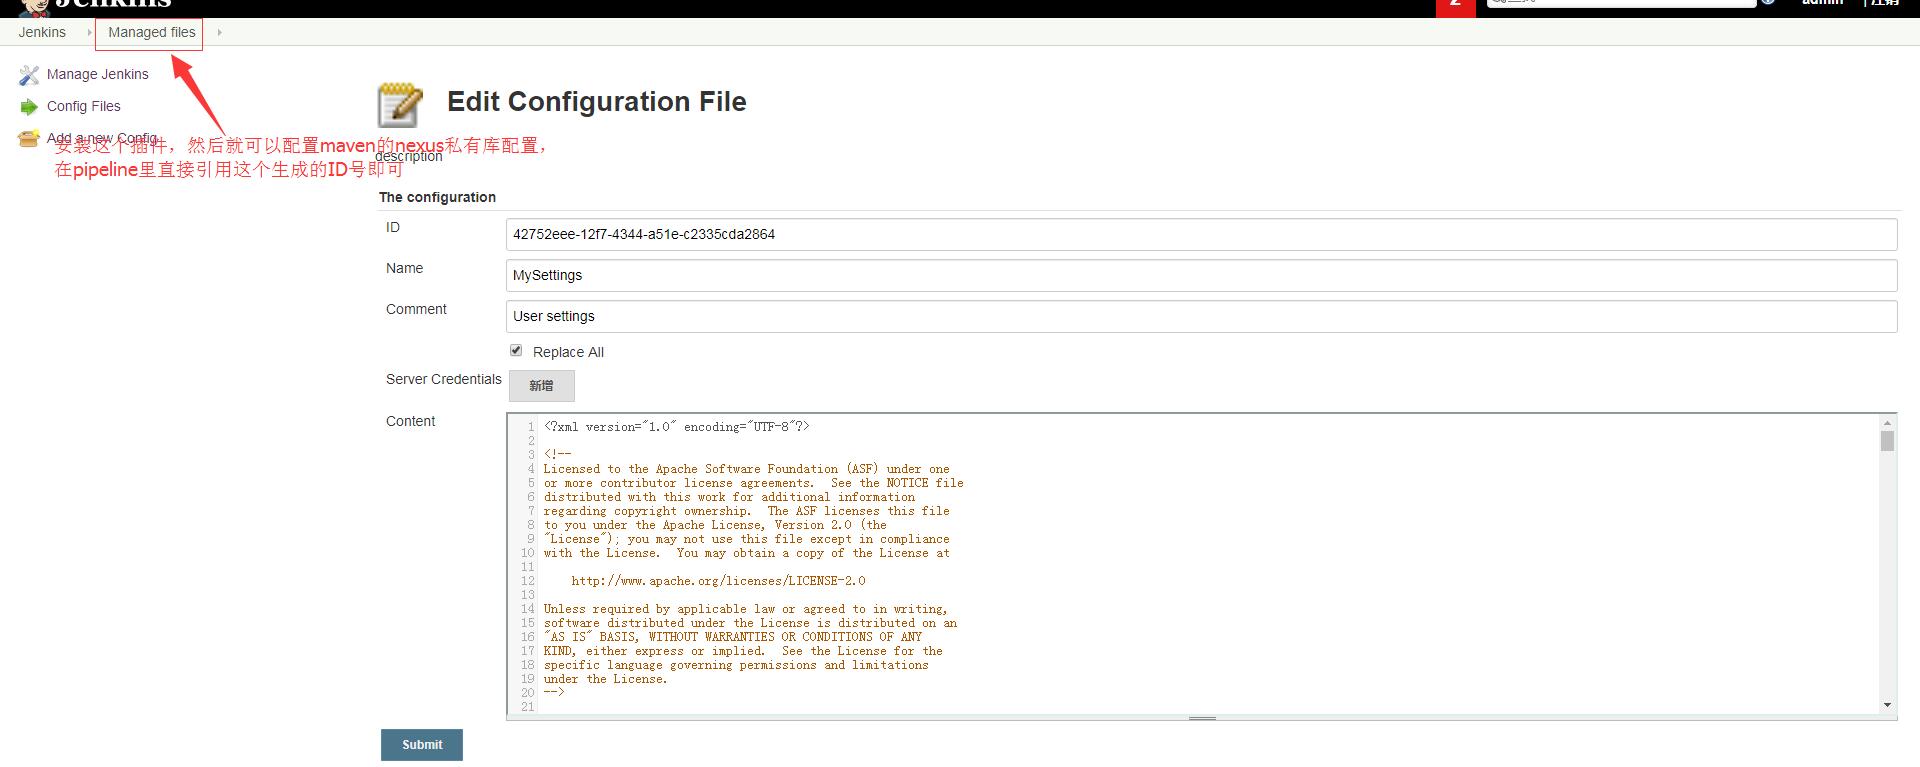 Jenkins
2
admin | 注销
Jenkins Managed files
Manage Jenkins
Config Files
Add a new Config
安装这个插件，然后就可以配置maven的nexus私有库配置，
在pipeline里直接引用这个生成的ID号即可
Edit Configuration File
description
The configuration
ID 42752eee-12f7-4344-a51e-c2335cda2864
Name MySettings
Comment User settings
Replace All
Server Credentials 新增
Content
1 <?xml version="1.0" encoding="UTF-8"?>
2
3 <!--
4 Licensed to the Apache Software Foundation (ASF) under one
5 or more contributor license agreements.  See the NOTICE file
6 distributed with this work for additional information
7 regarding copyright ownership.  The ASF licenses this file
8 to you under the Apache License, Version 2.0 (the
9 "License"); you may not use this file except in compliance
10 with the License.  You may obtain a copy of the License at
11
12 http://www.apache.org/licenses/LICENSE-2.0
13
14 Unless required by applicable law or agreed to in writing,
15 software distributed under the License is distributed on an
16 "AS IS" BASIS, WITHOUT WARRANTIES OR CONDITIONS OF ANY
17 KIND, either express or implied.  See the License for the
18 specific language governing permissions and limitations
19 under the License.
20 -->
21
Submit